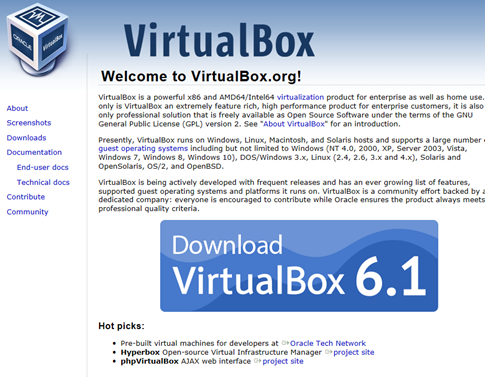 VirtualBox
ORACLE
VirtualBox
Welcome to VirtualBox.org!
VirtualBox is a powerful x86 and AMD64/Intel64 virtualization product for enterprise as well as home use.
only is VirtualBox an extremely feature rich, high performance product for enterprise customers, it is also
only professional solution that is freely available as Open Source Software under the terms of the GNU
General Public License (GPL) version 2. See "About VirtualBox" for an introduction.
Presently, VirtualBox runs on Windows, Linux, Macintosh, and Solaris hosts and supports a large number
guest operating systems including but not limited to Windows (NT 4.0, 2000, XP, Server 2003, Vista,
Windows 7, Windows 8, Windows 10), DOS/Windows 3.x, Linux (2.4, 2.6, 3.x and 4.x), Solaris and
OpenSolaris, OS/2, and OpenBSD.
VirtualBox is being actively developed with frequent releases and has an ever growing list of features,
supported guest operating systems and platforms it runs on. VirtualBox is a community effort backed by a
dedicated company: everyone is encouraged to contribute while Oracle ensures the product always meets
professional quality criteria.
About
Screenshots
Downloads
Documentation
End-user docs
Technical docs
Contribute
Community
Download
VirtualBox 6.1
Hot picks:
Pre-built virtual machines for developers at Oracle Tech Network
Hyperbox Open-source Virtual Infrastructure Manager project site
phpVirtualBox AJAX web interface project site